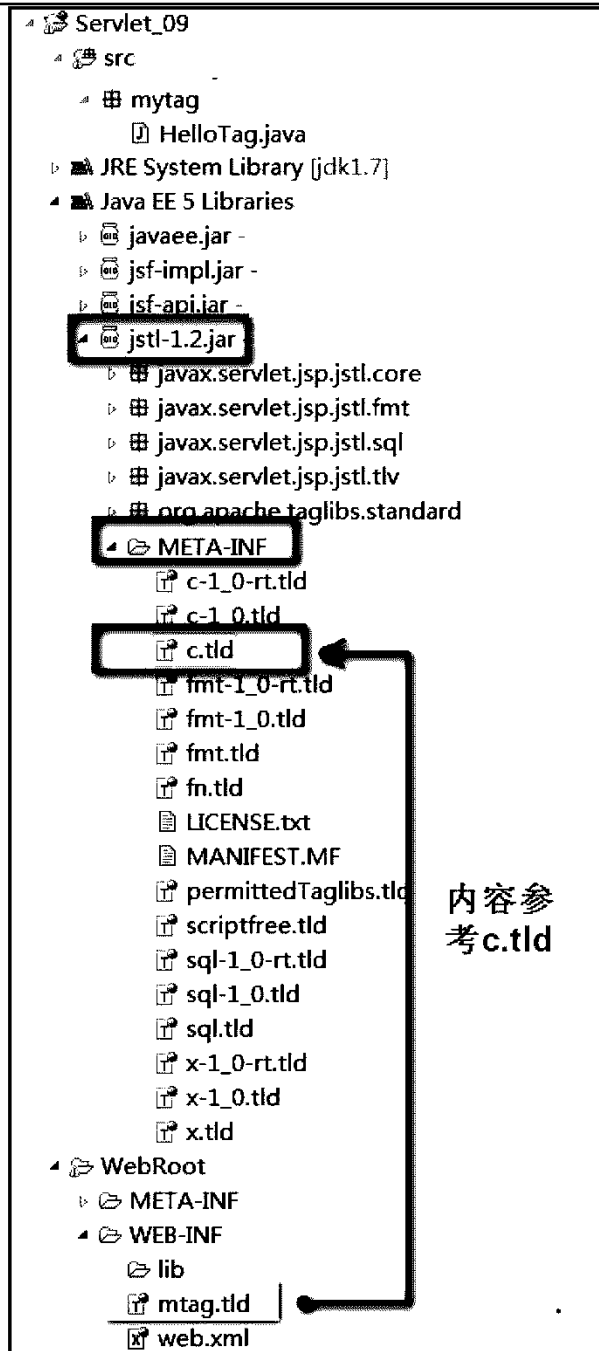 Servlet_09
src
mytag
HelloTag.java
JRE System Library [jdk1.7]
Java EE 5 Libraries
javaee.jar -
jsf-impl.jar -
jsf-api.jar -
jstl-1.2.jar
javax.servlet.jsp.jstl.core
javax.servlet.jsp.jstl.fmt
javax.servlet.jsp.jstl.sql
javax.servlet.jsp.jstl.tlv
org.apache.taglibs.standard
META-INF
c-1_0-rt.tld
c-1_0.tld
c.tld
fmt-1_0-rt.tld
fmt-1_0.tld
fmt.tld
fn.tld
LICENSE.txt
MANIFEST.MF
permittedTaglibs.tld
scriptfree.tld
sql-1_0-rt.tld
sql-1_0.tld
sql.tld
x-1_0-rt.tld
x-1_0.tld
x.tld
内容参
考c.tld
WebRoot
META-INF
WEB-INF
lib
mtag.tld
web.xml